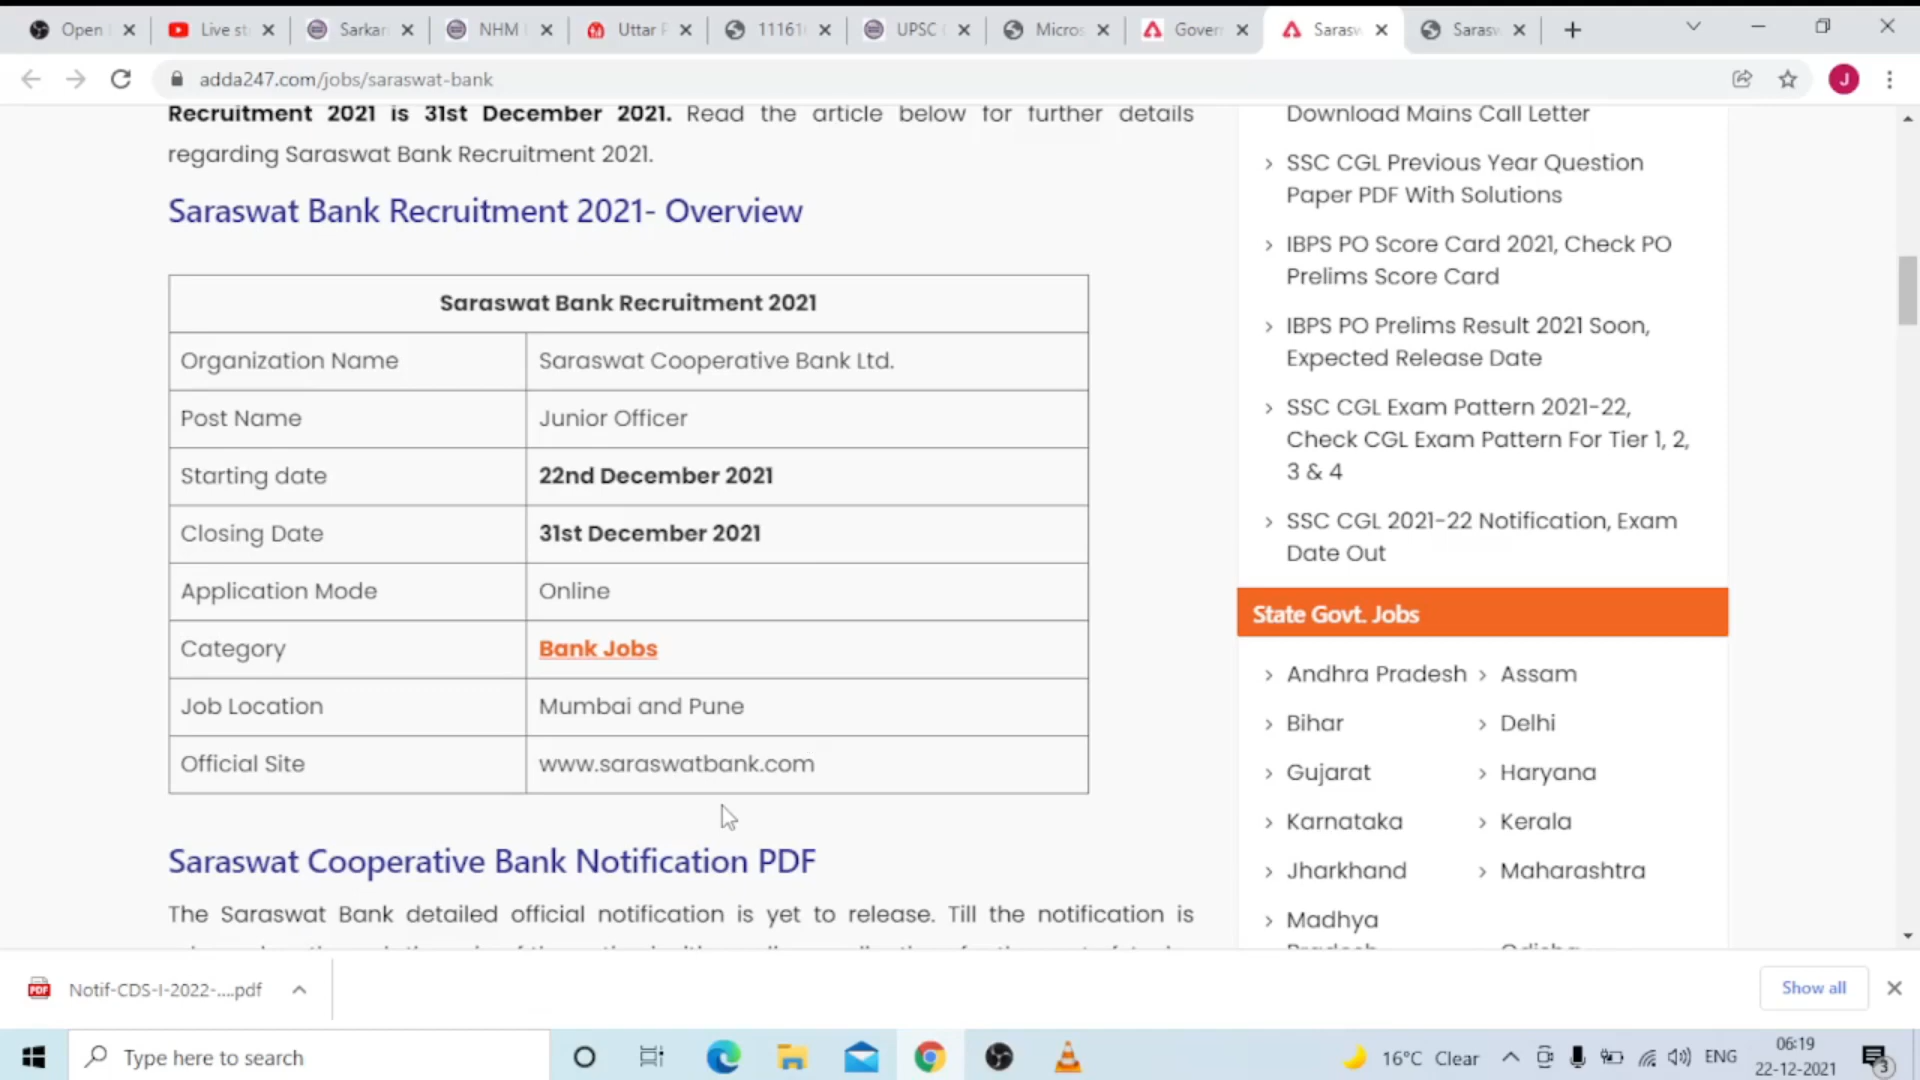 Open
Live st
Sarkar
NHM
Uttar P
11161
UPSC
Micros
Gover
Sarasw
Sarasw
adda247.com/jobs/saraswat-bank
J
Recruitment 2021 is 31st December 2021. Read the article below for further details
regarding Saraswat Bank Recruitment 2021.
Saraswat Bank Recruitment 2021- Overview
Saraswat Bank Recruitment 2021
Organization Name Saraswat Cooperative Bank Ltd.
Post Name Junior Officer
Starting date 22nd December 2021
Closing Date 31st December 2021
Application Mode Online
Category Bank Jobs
Job Location Mumbai and Pune
Official Site www.saraswatbank.com
Saraswat Cooperative Bank Notification PDF
The Saraswat Bank detailed official notification is yet to release. Till the notification is
Download Mains Call Letter
SSC CGL Previous Year Question
Paper PDF With Solutions
IBPS PO Score Card 2021, Check PO
Prelims Score Card
IBPS PO Prelims Result 2021 Soon,
Expected Release Date
SSC CGL Exam Pattern 2021-22,
Check CGL Exam Pattern For Tier 1, 2,
3 & 4
SSC CGL 2021-22 Notification, Exam
Date Out
State Govt. Jobs
Andhra Pradesh Assam
Bihar Delhi
Gujarat Haryana
Karnataka Kerala
Jharkhand Maharashtra
Madhya
Pradesh Odisha
PDF Notif-CDS-I-2022-....pdf
Show all
Type here to search
16°C Clear
ENG
06:19
22-12-2021
3